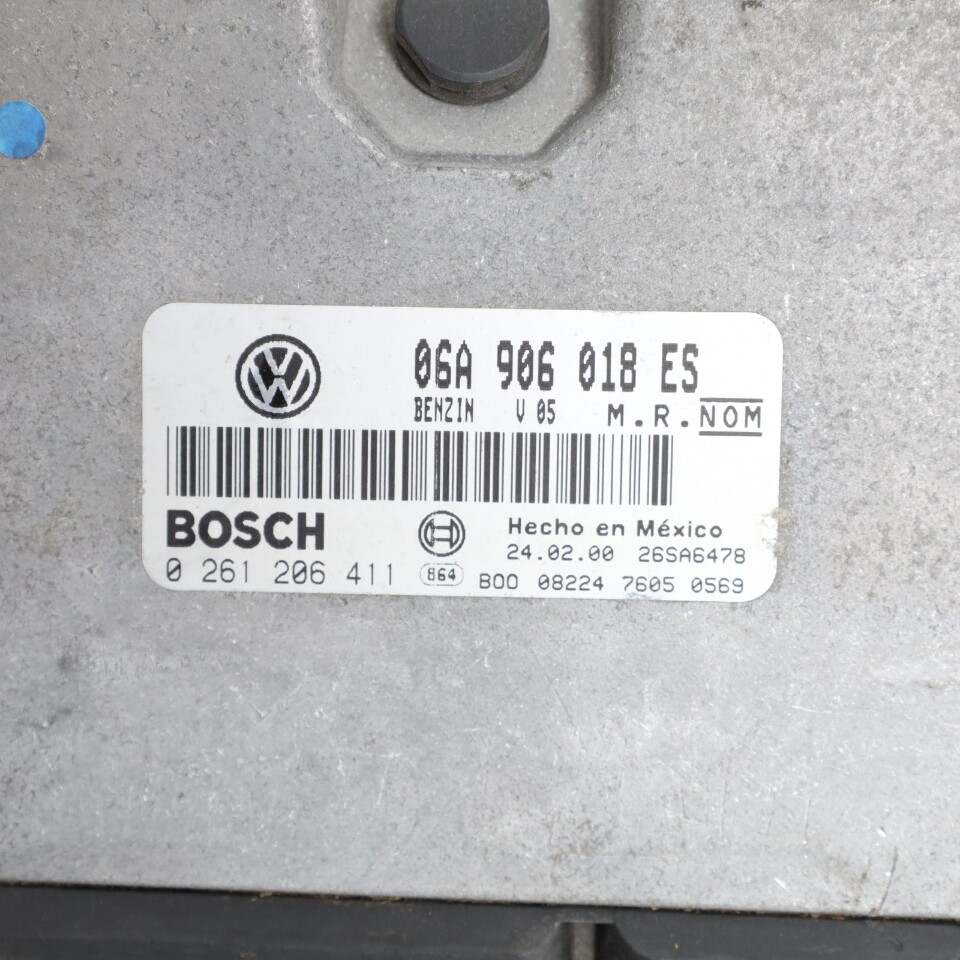 06A 906 018 ES
BENZIN V 05 M.R. NOM
BOSCH
Hecho en México
24.02.00 26SA6478
0 261 206 411 864 B00 08224 7605 0569